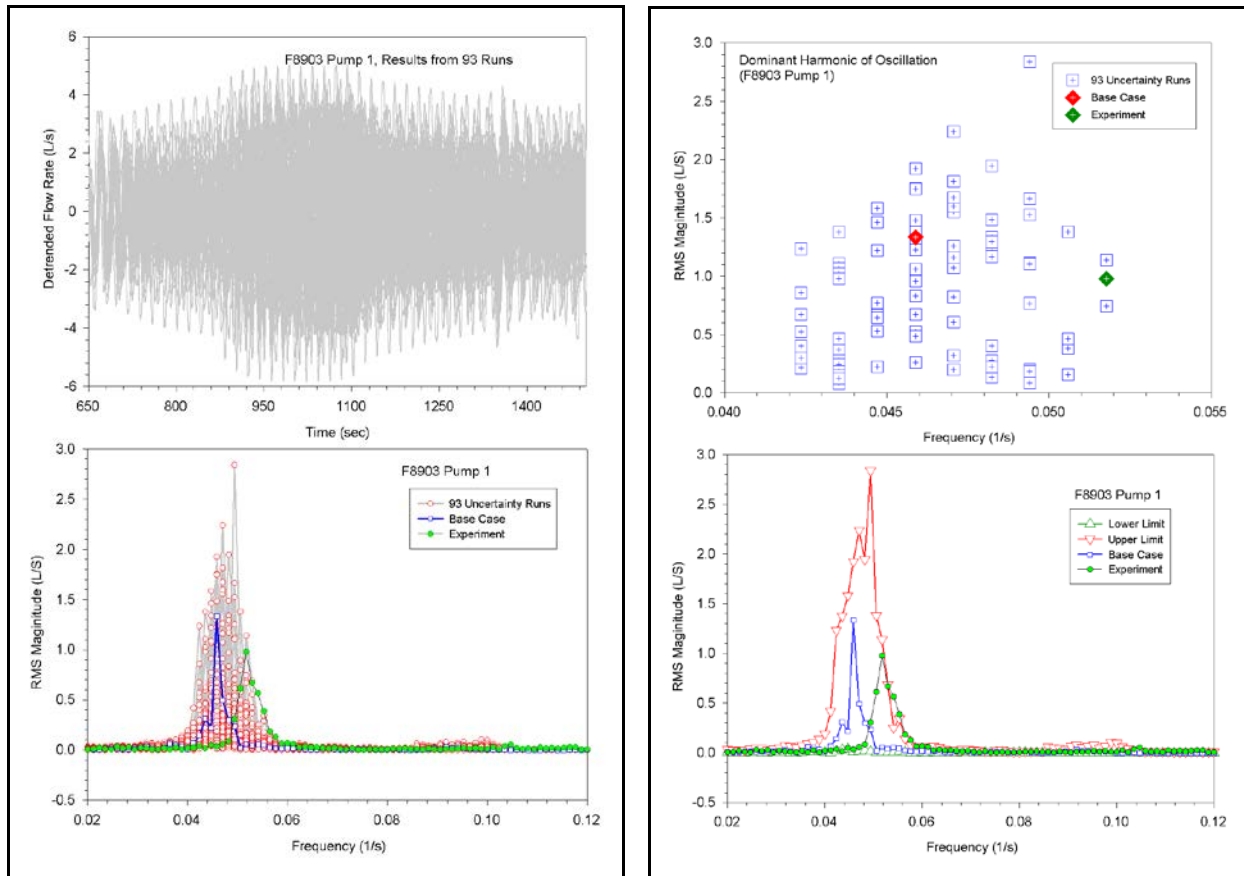 F8903 Pump 1, Results from 93 Runs
Detrended Flow Rate (L/s)
6
4
2
0
-2
-4
-6
650
800
950
1100
1250
1400
Time (sec)
F8903 Pump 1
93 Uncertainty Runs
Base Case
Experiment
RMS Maginitude (L/S)
3.0
2.5
2.0
1.5
1.0
0.5
0.0
-0.5
0.02
0.04
0.06
0.08
0.10
0.12
Frequency (1/s)
Dominant Harmonic of Oscillation
(F8903 Pump 1)
93 Uncertainty Runs
Base Case
Experiment
RMS Maginitude (L/S)
3.0
2.5
2.0
1.5
1.0
0.5
0.0
0.040
0.045
0.050
0.055
Frequency (1/s)
F8903 Pump 1
Lower Limit
Upper Limit
Base Case
Experiment
RMS Maginitude (L/S)
3.0
2.5
2.0
1.5
1.0
0.5
0.0
-0.5
0.02
0.04
0.06
0.08
0.10
0.12
Frequency (1/s)